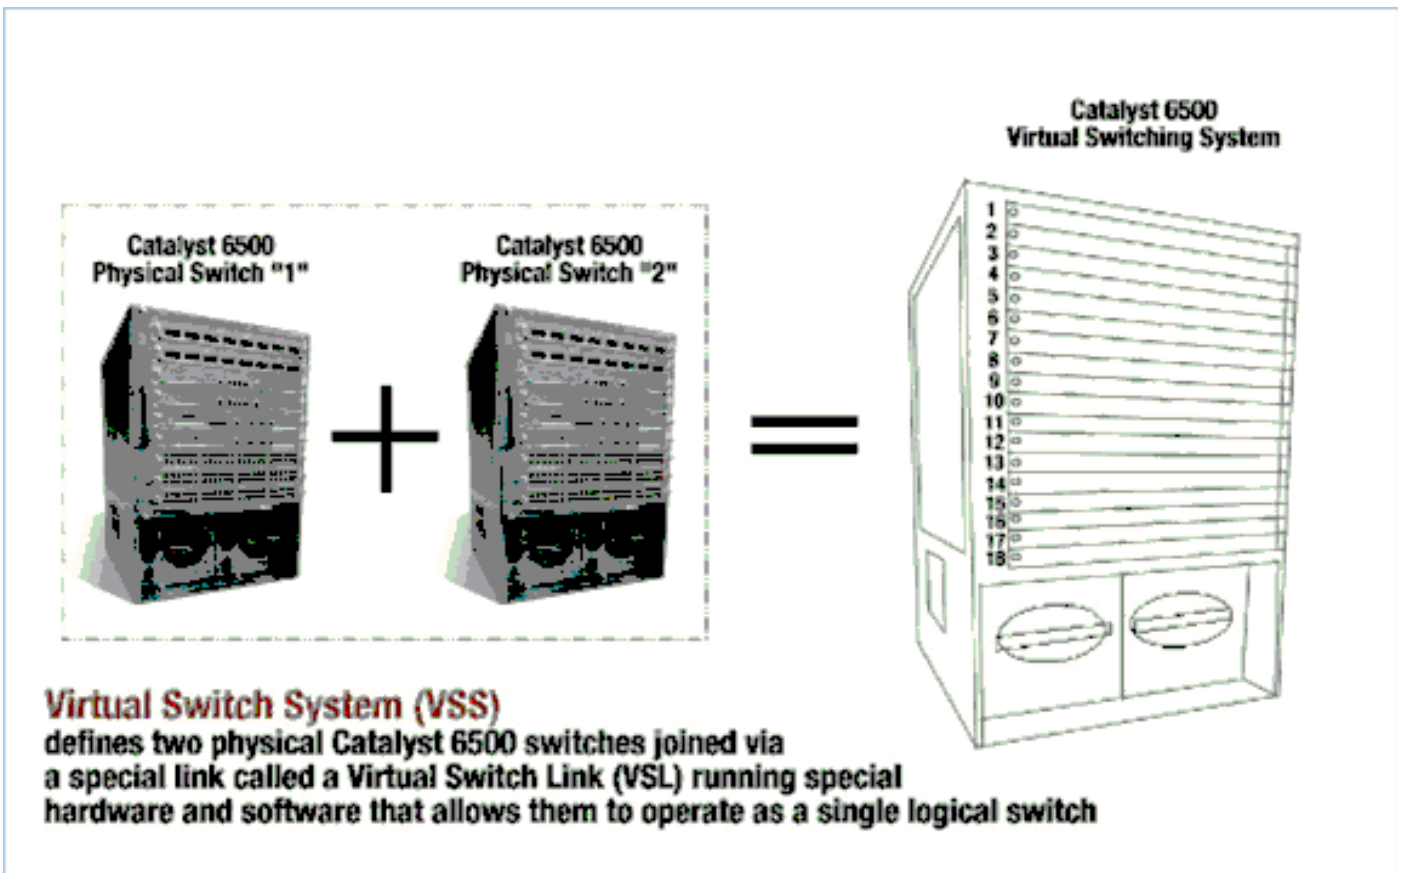 Catalyst 6500
Virtual Switching System
Catalyst 6500
Physical Switch "1"
Catalyst 6500
Physical Switch "2"
1
2
3
4
5
6
7
8
9
10
11
12
13
14
15
16
17
18
Virtual Switch System (VSS)
defines two physical Catalyst 6500 switches joined via
a special link called a Virtual Switch Link (VSL) running special
hardware and software that allows them to operate as a single logical switch